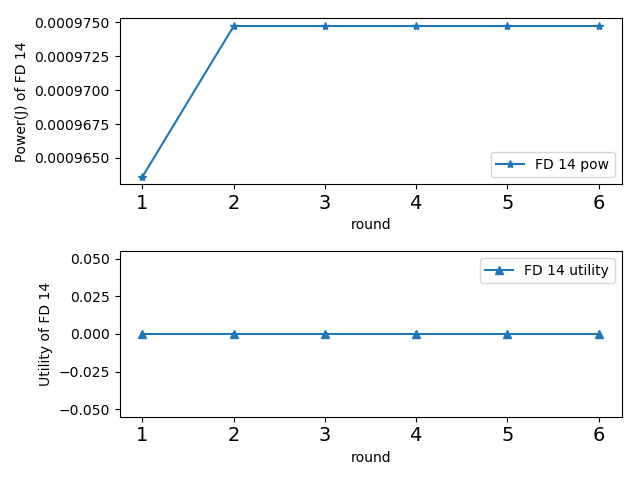 Power(J) of FD 14
0.0009750
0.0009725
0.0009700
0.0009675
0.0009650
FD 14 pow
1 2 3 4 5 6
round
Utility of FD 14
0.050
0.025
0.000
−0.025
−0.050
FD 14 utility
1 2 3 4 5 6
round